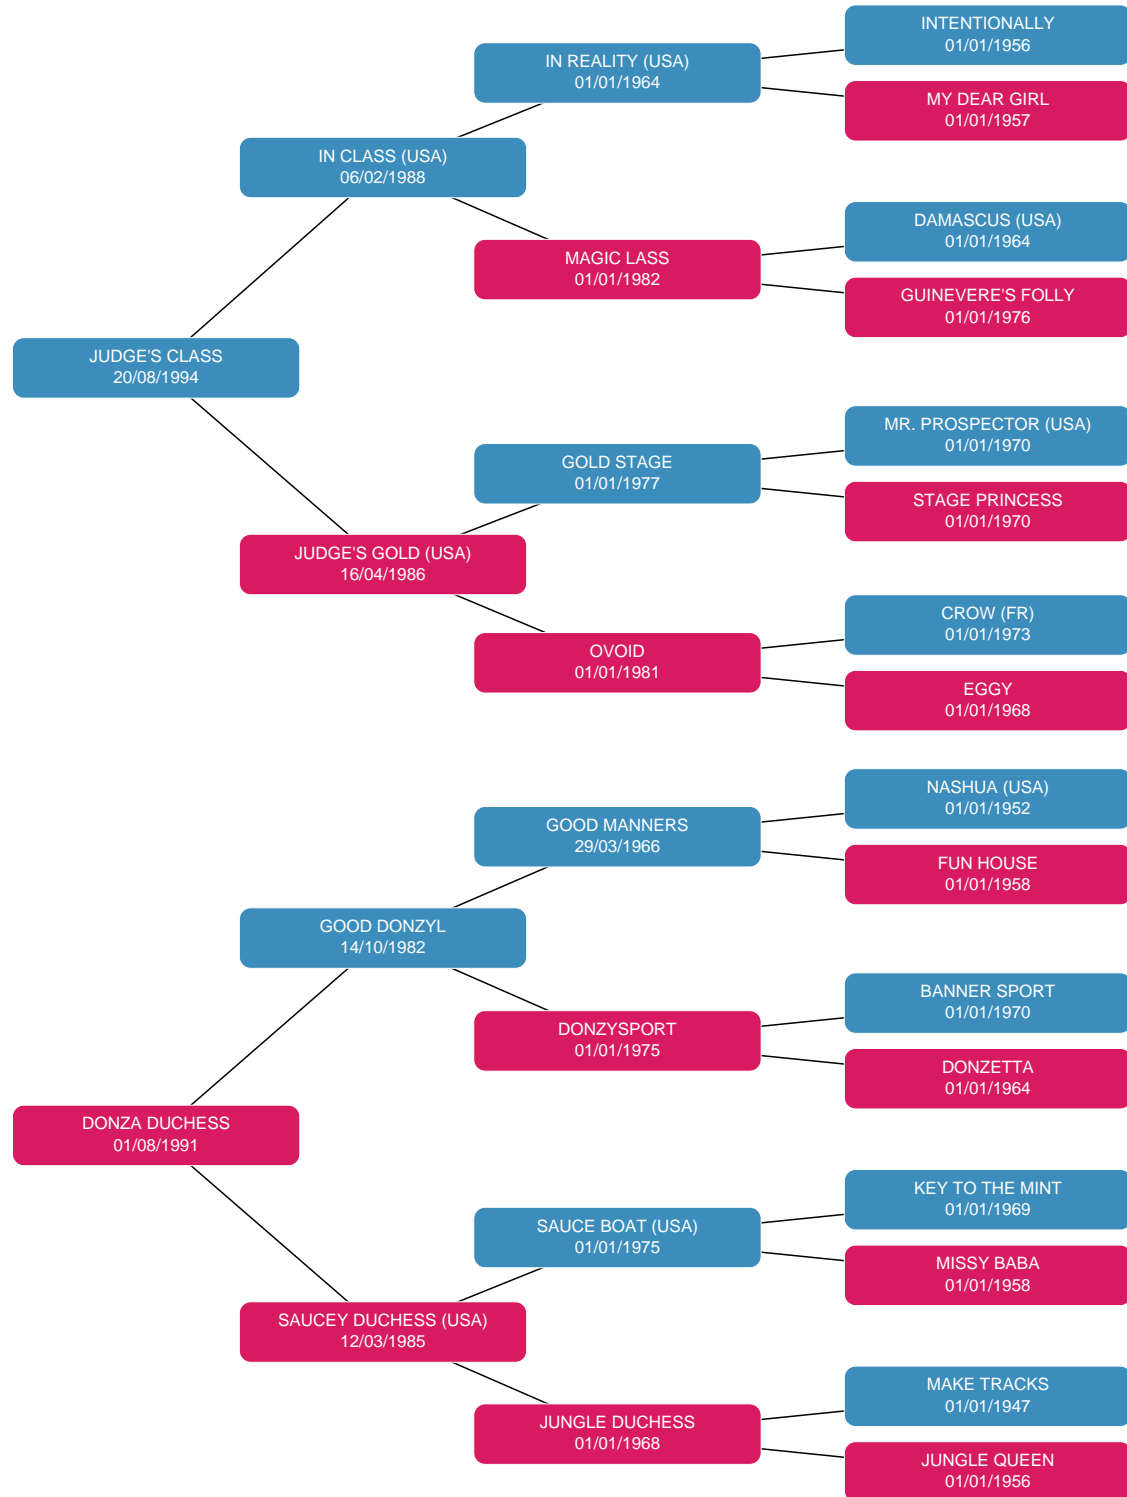 INTENTIONALLY
01/01/1956
IN REALITY (USA)
01/01/1964
MY DEAR GIRL
01/01/1957
IN CLASS (USA)
06/02/1988
DAMASCUS (USA)
01/01/1964
MAGIC LASS
01/01/1982
GUINEVERE'S FOLLY
01/01/1976
JUDGE'S CLASS
20/08/1994
MR. PROSPECTOR (USA)
01/01/1970
GOLD STAGE
01/01/1977
STAGE PRINCESS
01/01/1970
JUDGE'S GOLD (USA)
16/04/1986
CROW (FR)
01/01/1973
OVOID
01/01/1981
EGGY
01/01/1968
NASHUA (USA)
01/01/1952
GOOD MANNERS
29/03/1966
FUN HOUSE
01/01/1958
GOOD DONZYL
14/10/1982
BANNER SPORT
01/01/1970
DONZYSPORT
01/01/1975
DONZETTA
01/01/1964
DONZA DUCHESS
01/08/1991
KEY TO THE MINT
01/01/1969
SAUCE BOAT (USA)
01/01/1975
MISSY BABA
01/01/1958
SAUCEY DUCHESS (USA)
12/03/1985
MAKE TRACKS
01/01/1947
JUNGLE DUCHESS
01/01/1968
JUNGLE QUEEN
01/01/1956